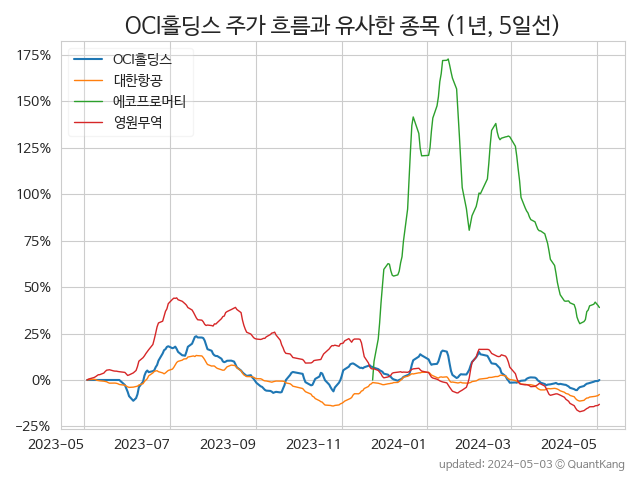 OCI홀딩스 주가 흐름과 유사한 종목 (1년, 5일선)
175%
150%
125%
100%
75%
50%
25%
0%
−25%
OCI홀딩스
대한항공
에코프로머티
영원무역
2023-05
2023-07
2023-09
2023-11
2024-01
2024-03
2024-05
updated: 2024-05-03 ⓒ QuantKang